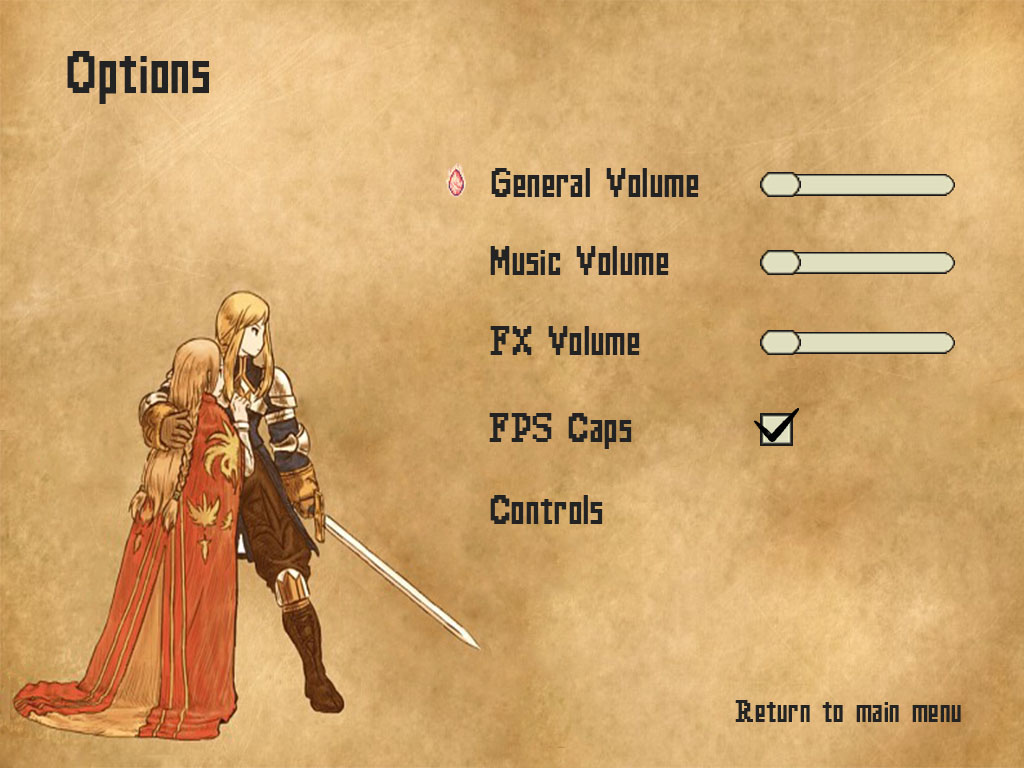 Options
General Volume
Music Volume
FX Volume
FPS Caps
Controls
Return to main menu